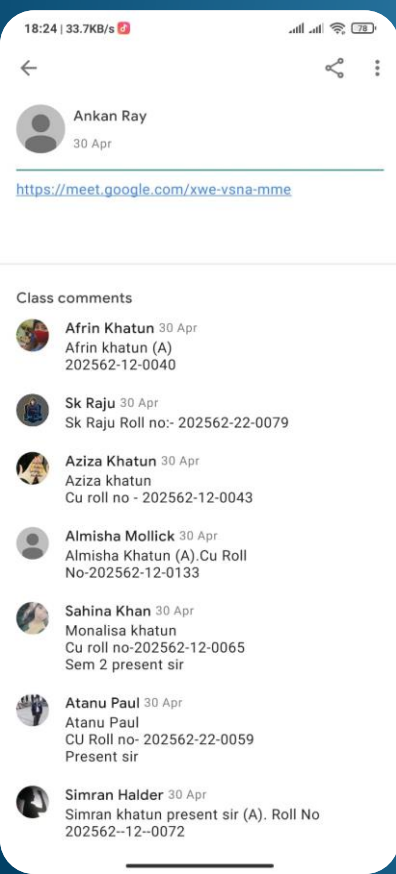 18:24 | 33.7KB/s
78
Ankan Ray
30 Apr
https://meet.google.com/xwe-vsna-mme
Class comments
Afrin Khatun 30 Apr
Afrin khatun (A)
202562-12-0040
Sk Raju 30 Apr
Sk Raju Roll no:- 202562-22-0079
Aziza Khatun 30 Apr
Aziza khatun
Cu roll no - 202562-12-0043
Almisha Mollick 30 Apr
Almisha Khatun (A).Cu Roll
No-202562-12-0133
Sahina Khan 30 Apr
Monalisa khatun
Cu roll no-202562-12-0065
Sem 2 present sir
Atanu Paul 30 Apr
Atanu Paul
CU Roll no- 202562-22-0059
Present sir
Simran Halder 30 Apr
Simran khatun present sir (A). Roll No
202562--12--0072